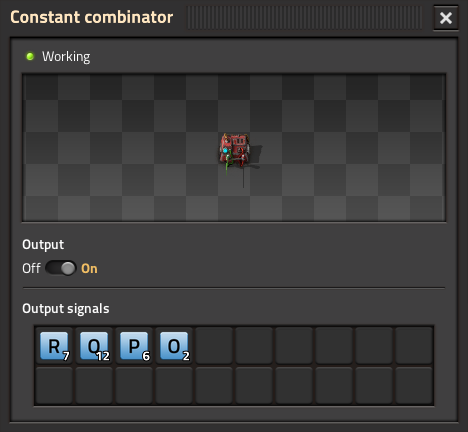 Constant combinator
Working
Output
Off On
Output signals
R 7 Q 12 P 6 O 2